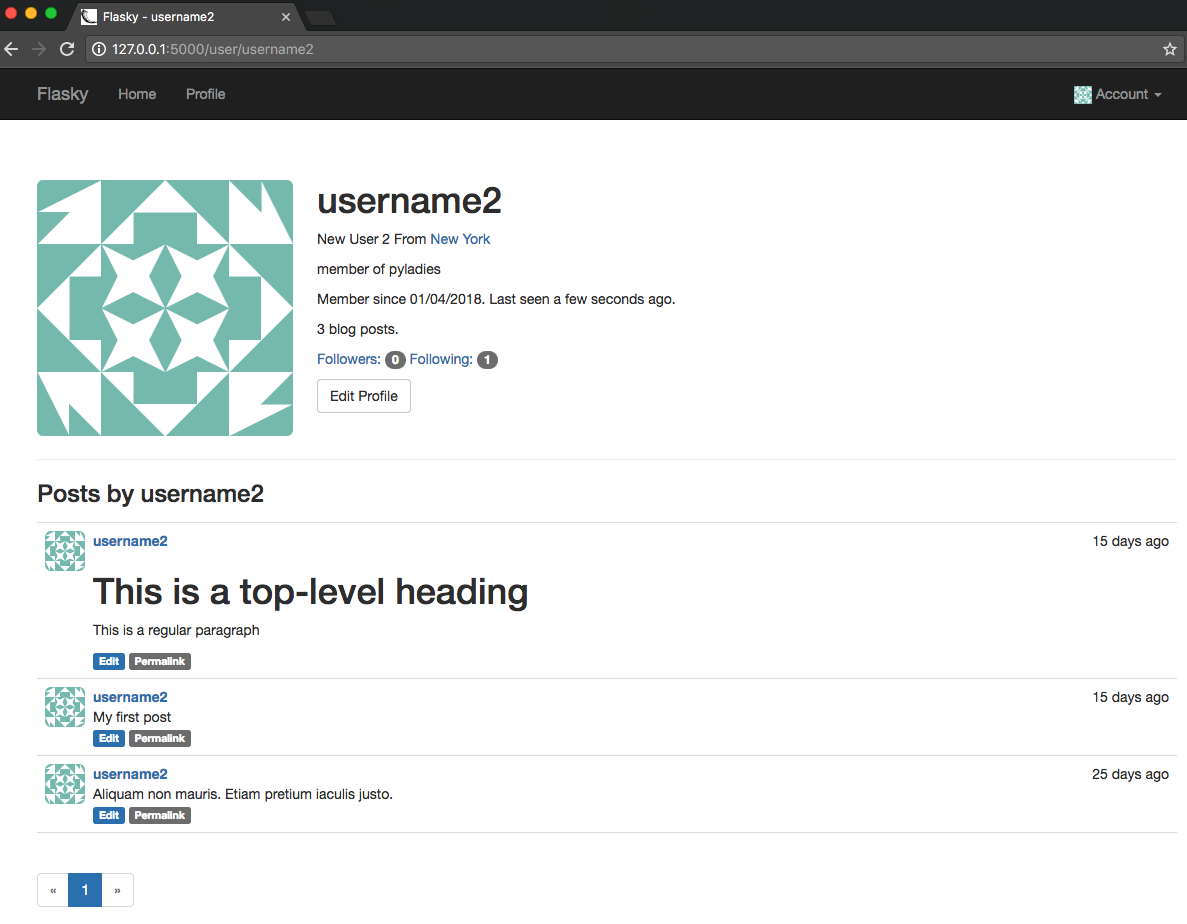 Flasky - username2
127.0.0.1:5000/user/username2
Flasky Home Profile Account
username2
New User 2 From New York
member of pyladies
Member since 01/04/2018. Last seen a few seconds ago.
3 blog posts.
Followers: 0 Following: 1
Edit Profile
Posts by username2
username2 15 days ago
This is a top-level heading
This is a regular paragraph
Edit Permalink
username2 15 days ago
My first post
Edit Permalink
username2 25 days ago
Aliquam non mauris. Etiam pretium iaculis justo.
Edit Permalink
« 1 »